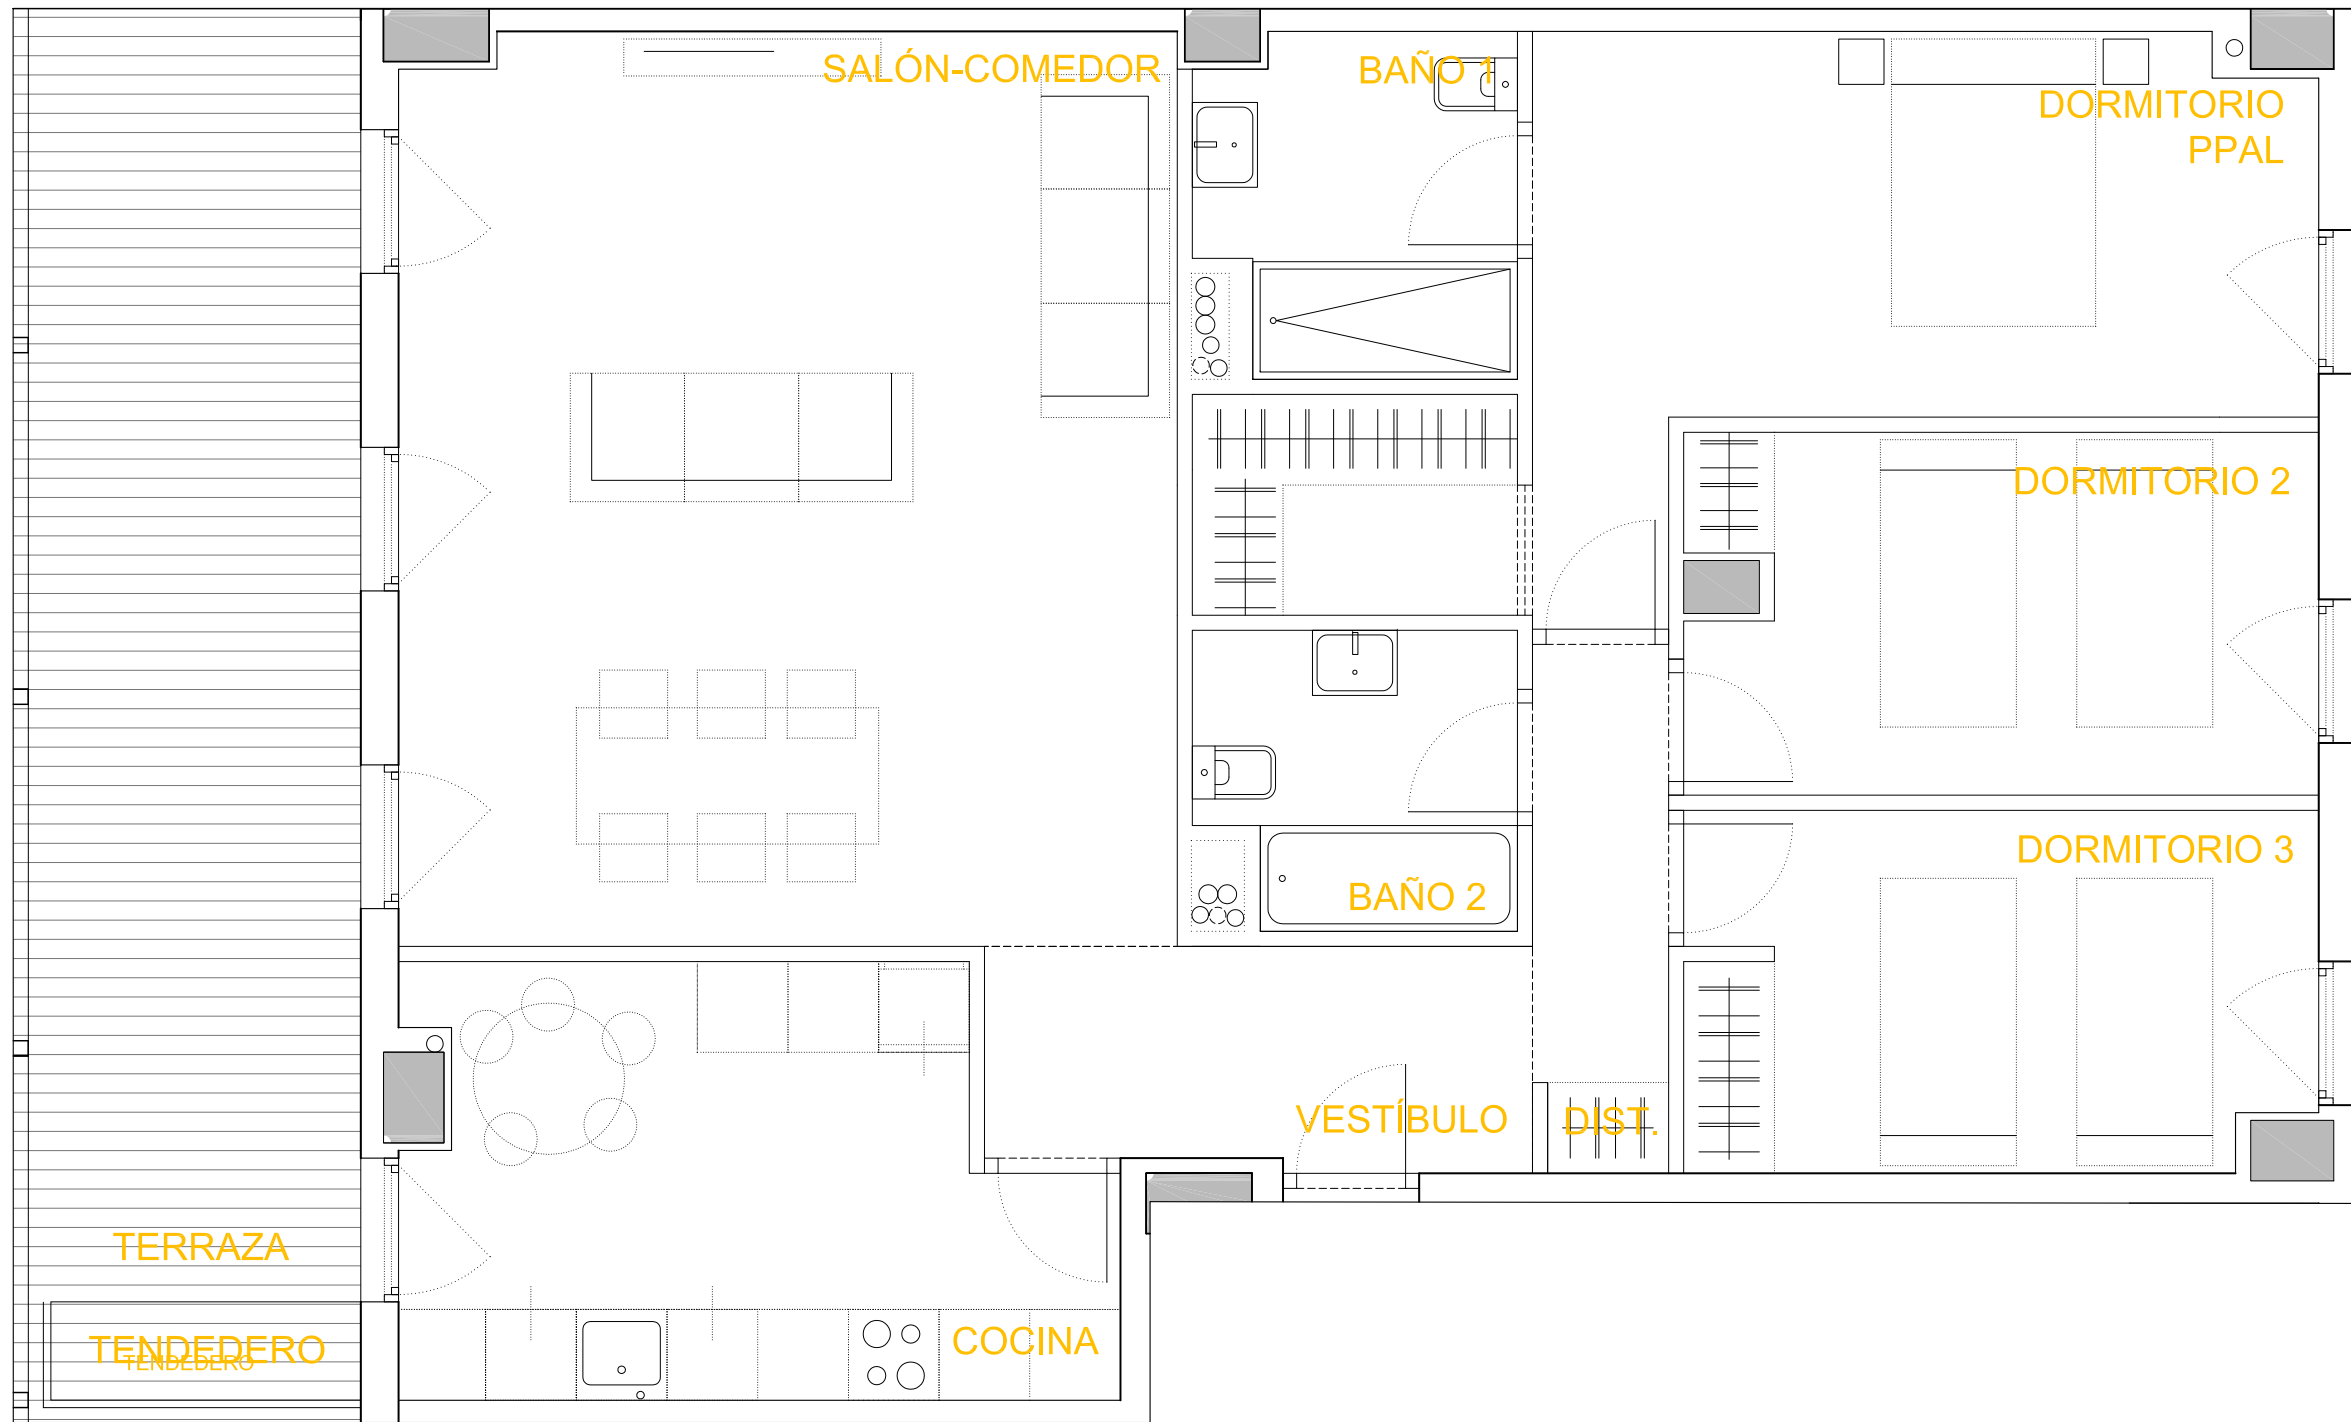 SALÓN-COMEDOR
BAÑO 1
DORMITORIO
PPAL
DORMITORIO 2
DORMITORIO 3
BAÑO 2
VESTÍBULO
DIST.
TERRAZA
TENDEDERO
TENDEDERO
COCINA